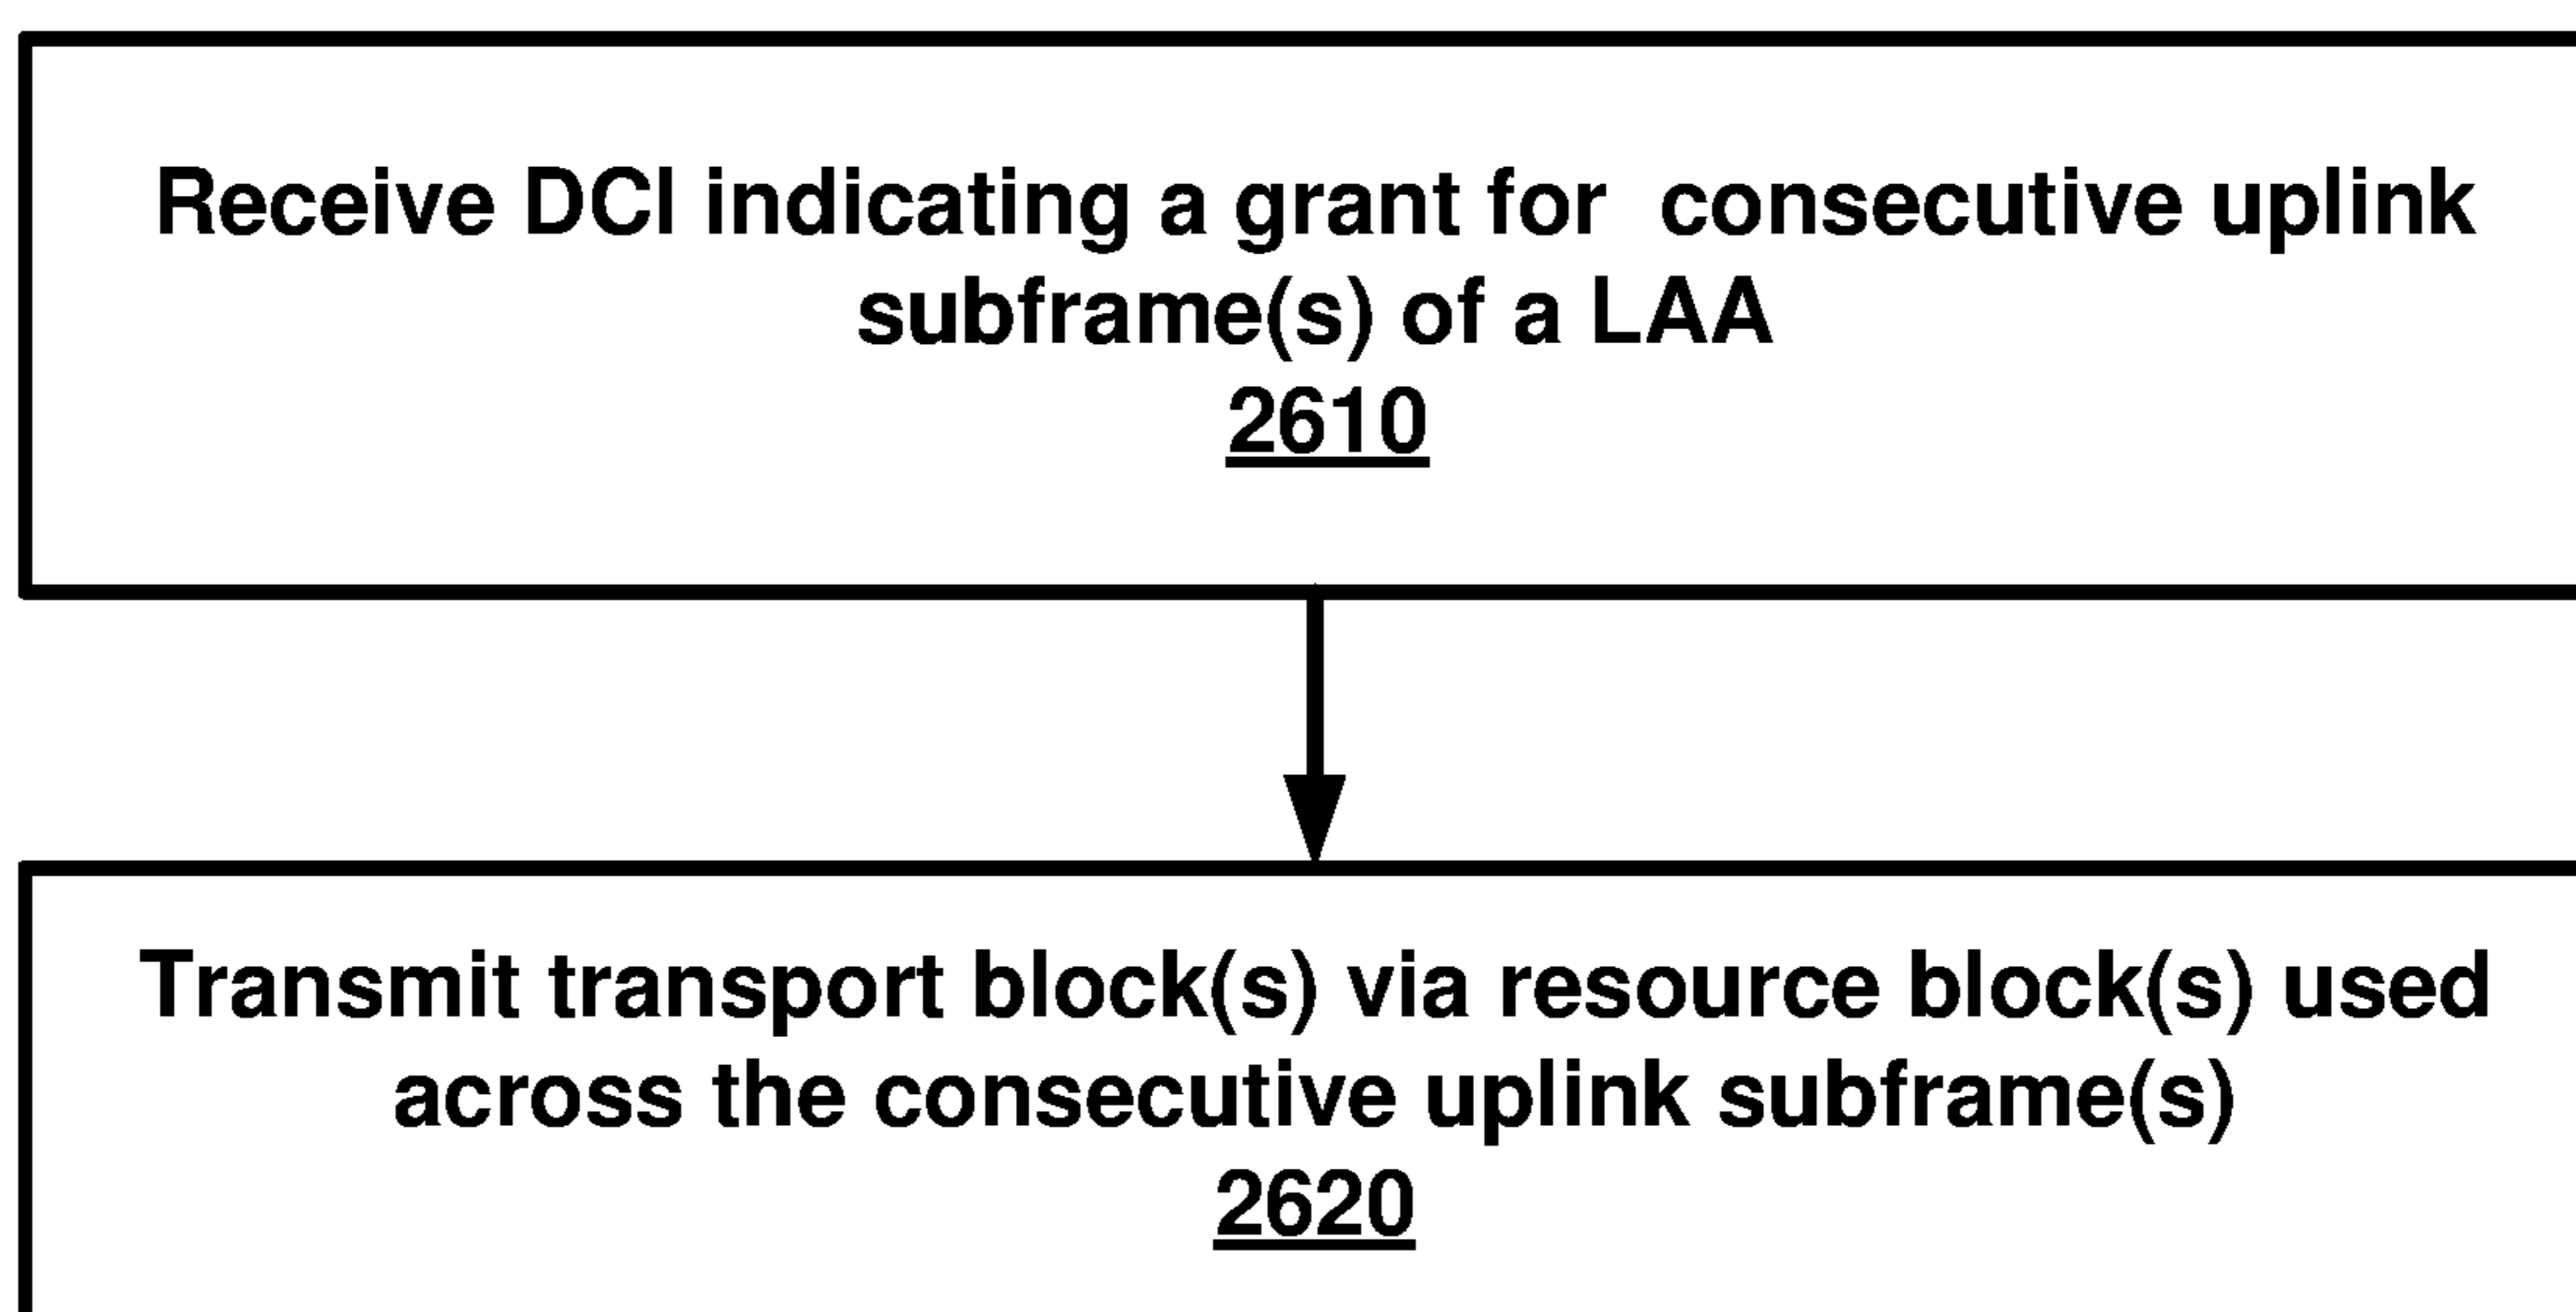 Receive DCI indicating a grant for consecutive uplink
subframe(s) of a LAA
2610
Transmit transport block(s) via resource block(s) used
across the consecutive uplink subframe(s)
2620